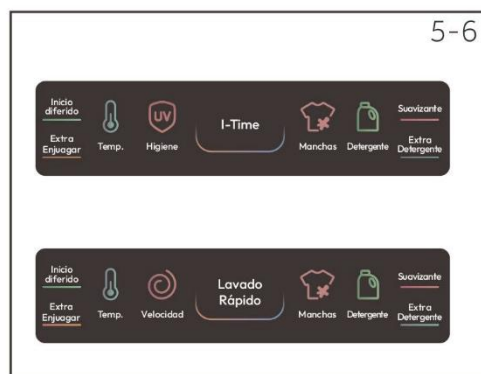 5-6
Inicio
diferido
Extra
Enjuagar
Temp.
UV
Higiene
I-Time
Manchas
Detergente
Suavizante
Extra
Detergente
Inicio
diferido
Extra
Enjuagar
Temp.
Velocidad
Lavado
Rápido
Manchas
Detergente
Suavizante
Extra
Detergente